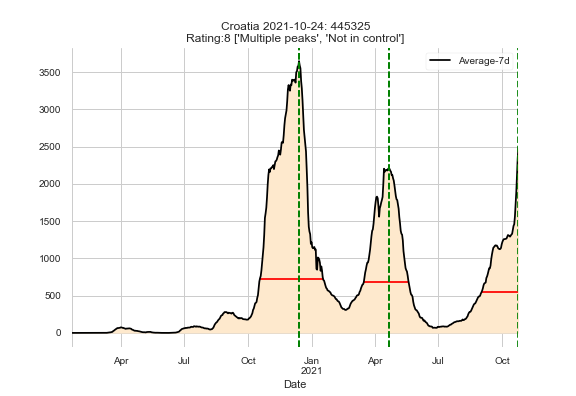 Croatia 2021-10-24: 445325
Rating:8 ['Multiple peaks', 'Not in control']
Average-7d
3500
3000
2500
2000
1500
1000
500
0
Apr Jul Oct Jan Apr Jul Oct
2021
Date